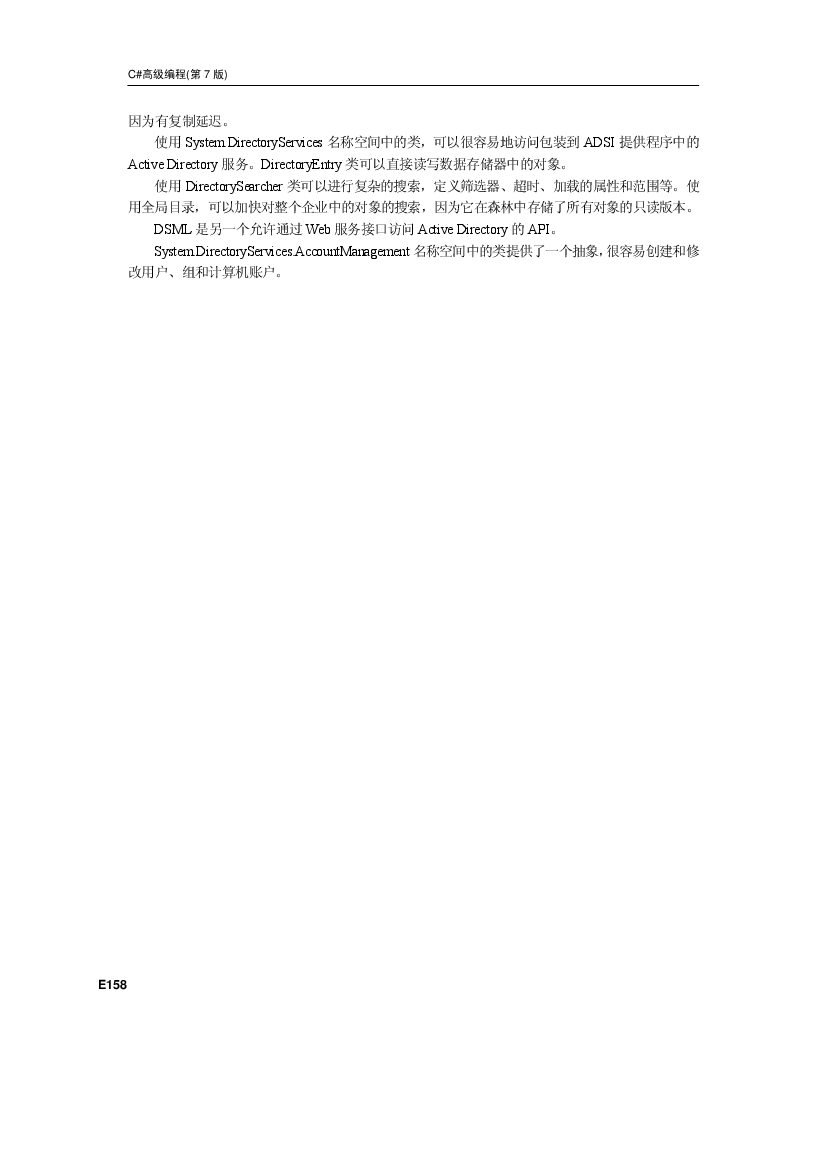 C#高级编程(第 7 版)
因为有复制延迟。
使用 System.DirectoryServices 名称空间中的类，可以很容易地访问包装到 ADSI 提供程序中的
Active Directory 服务。DirectoryEntry 类可以直接读写数据存储器中的对象。
使用 DirectorySearcher 类可以进行复杂的搜索，定义筛选器、超时、加载的属性和范围等。使
用全局目录，可以加快对整个企业中的对象的搜索，因为它在森林中存储了所有对象的只读版本。
DSML 是另一个允许通过 Web 服务接口访问 Active Directory 的 API。
System.DirectoryServices.AccountManagement 名称空间中的类提供了一个抽象，很容易创建和修
改用户、组和计算机账户。
E158